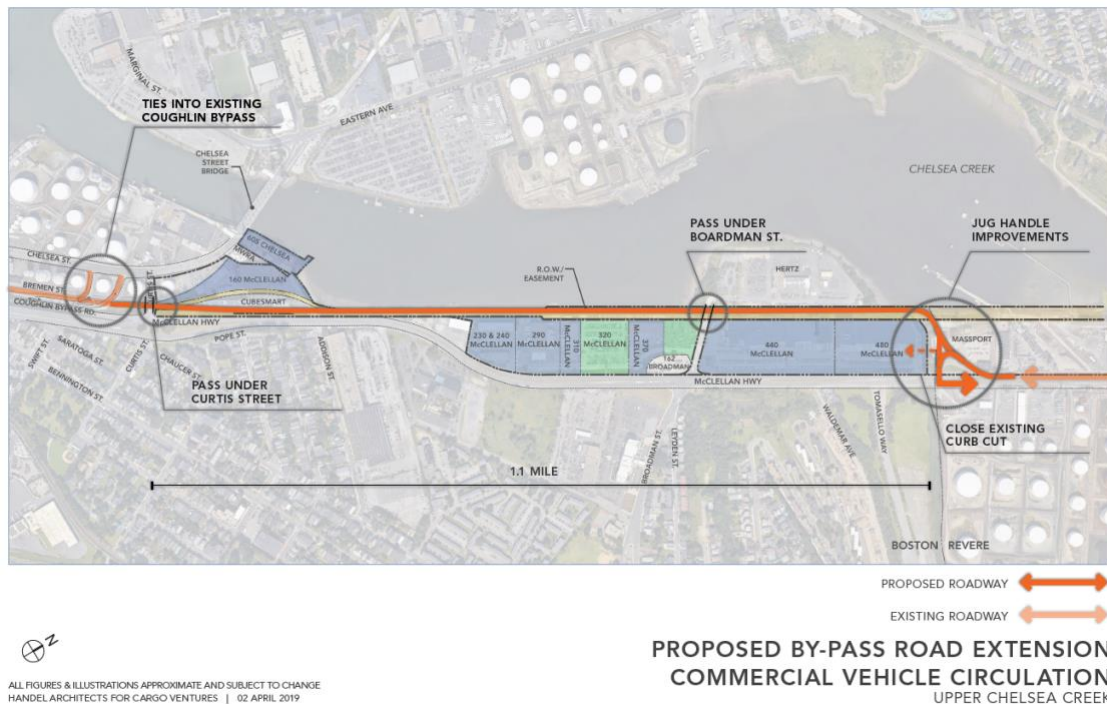 MARGINAL ST.
TIES INTO EXISTING
COUGHLIN BYPASS
EASTERN AVE
CHELSEA
STREET
BRIDGE
CHELSEA CREEK
PASS UNDER
BOARDMAN ST.
JUG HANDLE
IMPROVEMENTS
CHELSEA ST.
BREMEN ST.
COUGHLIN BYPASS RD.
605 CHELSEA
MWRA
160 McCLELLAN
CUBESMART
R.O.W./
EASEMENT
HERTZ
McCLELLAN HWY
POPE ST.
230 & 240
McCLELLAN
290
McCLELLAN
310
McCLELLAN
320
McCLELLAN
370
McCLELLAN
162
BROADMAN
440
McCLELLAN
480
McCLELLAN
MASSPORT
McCLELLAN HWY
SWIFT ST.
SARATOGA ST.
BENNINGTON ST.
CURTIS ST.
CHAUCER ST.
ADDISON ST.
PASS UNDER
CURTIS STREET
BROADMAN ST.
LEYDEN ST.
WALDEMAR AVE
TOMASELLO WAY
CLOSE EXISTING
CURB CUT
1.1 MILE
BOSTON REVERE
PROPOSED ROADWAY
EXISTING ROADWAY
N
PROPOSED BY-PASS ROAD EXTENSION
COMMERCIAL VEHICLE CIRCULATION
UPPER CHELSEA CREEK
ALL FIGURES & ILLUSTRATIONS APPROXIMATE AND SUBJECT TO CHANGE
HANDEL ARCHITECTS FOR CARGO VENTURES | 02 APRIL 2019